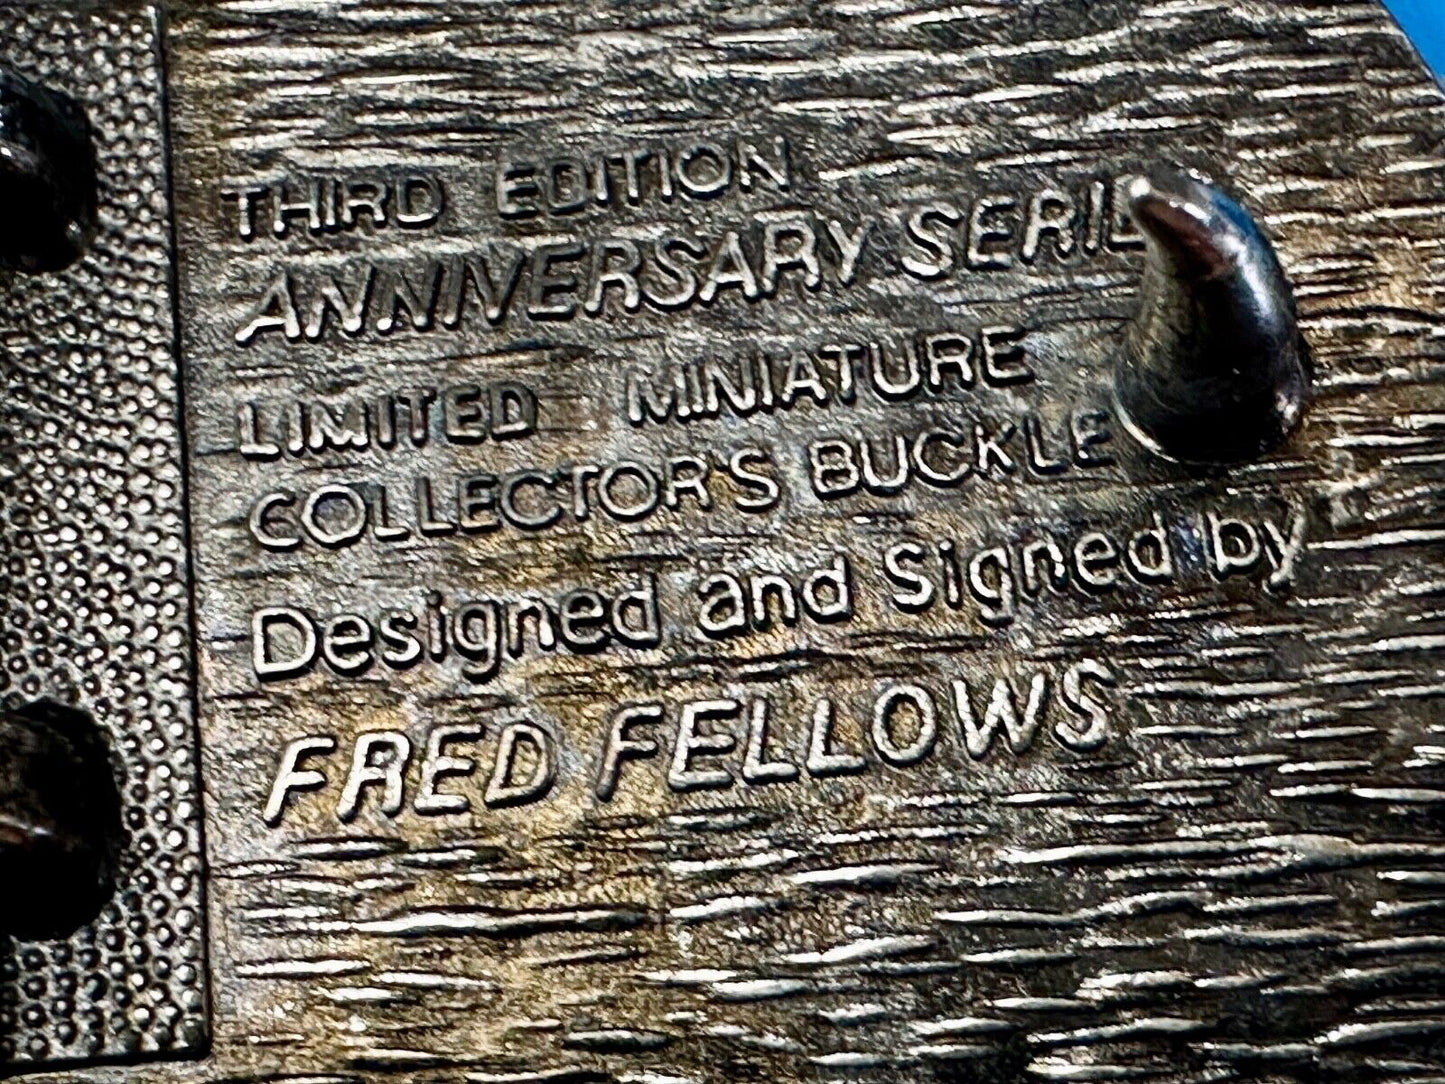 THIRD EDITION
ANNIVERSARY SERIE
LIMITED MINIATURE
COLLECTOR'S BUCKLE
Designed and Signed by
FRED FELLOWS